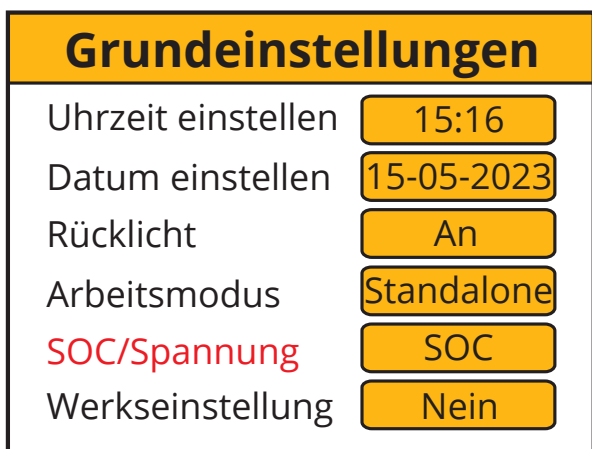 Grundeinstellungen
Uhrzeit einstellen 15:16
Datum einstellen 15-05-2023
Rücklicht An
Arbeitsmodus Standalone
SOC/Spannung SOC
Werkseinstellung Nein